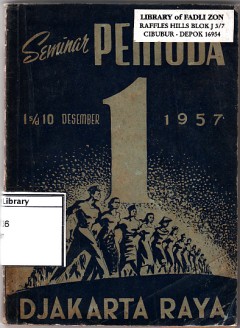 Seminar PEMUDA
LIBRARY of FADLI ZON
RAFFLES HILLS BLOK J 3/7
CIBUBUR - DEPOK 16954
1 s/d 10 DESEMBER 1957
1
Library
DJAKARTA RAYA